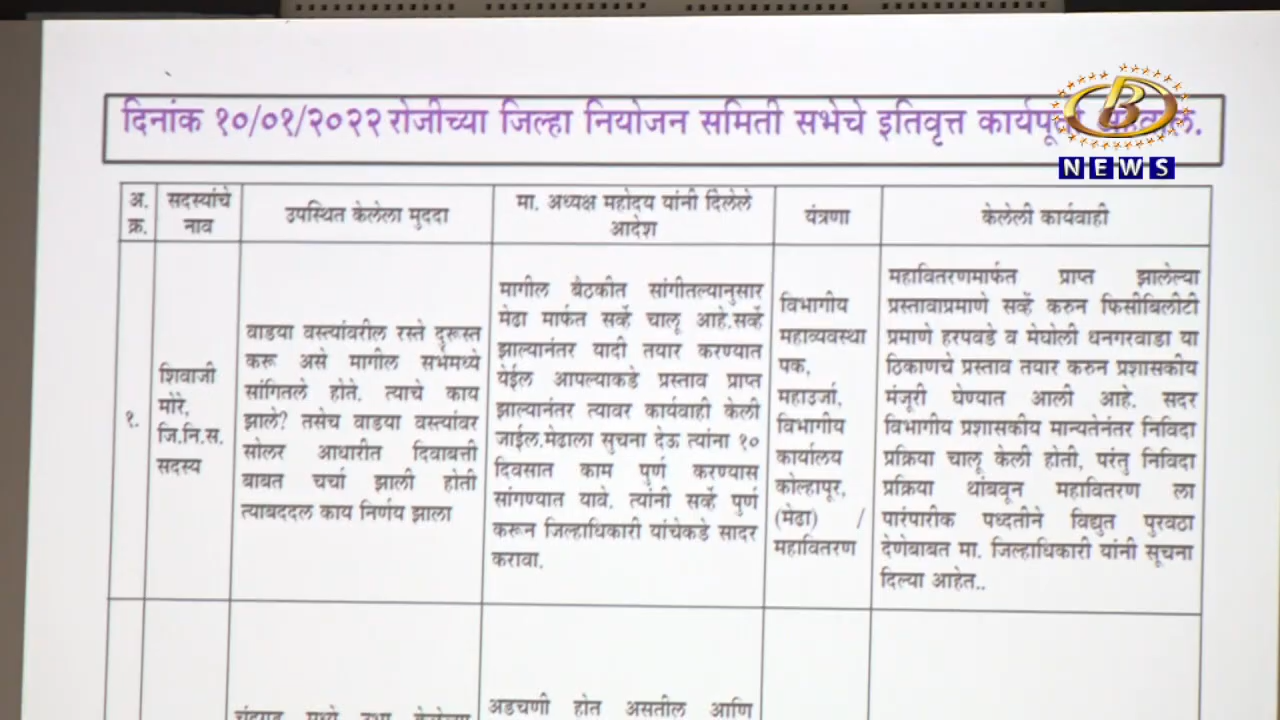 दिनांक १०/०१/२०२२ रोजीच्या जिल्हा नियोजन समिती सभेचे इतिवृत्त
B
NEWS
अ.
क्र.
सदस्यांचे
नाव
उपस्थित केलेला मुददा
मा. अध्यक्ष महोदय यांनी दिलेले
आदेश
यंत्रणा
केलेली कार्यवाही
१.
शिवाजी
मोरे,
जि.नि.स.
सदस्य
वाडया वस्त्यांवरील रस्ते दुरूस्त
करू असे मागील सभेमध्ये
सांगितले होते. त्याचे काय
झाले? तसेच वाडया वस्त्यांवर
सोलर आधारीत दिवाबत्ती
बाबत चर्चा झाली होती
त्याबददल काय निर्णय झाला
मागील बैठकीत सांगीतल्यानुसार
मेढा मार्फत सर्व्हे चालू आहे.सर्व्हे
झाल्यानंतर यादी तयार करण्यात
येईल आपल्याकडे प्रस्ताव प्राप्त
झाल्यानंतर त्यावर कार्यवाही केली
जाईल.मेढाला सुचना देऊ त्यांना १०
दिवसात काम पुर्ण करण्यास
सांगण्यात यावे. त्यांनी सर्व्हे पुर्ण
करून जिल्हाधिकारी यांचेकडे सादर
करावा.
विभागीय
महाव्यवस्था
पक,
महाउर्जा,
विभागीय
कार्यालय
कोल्हापूर,
(मेढा) /
महावितरण
महावितरणमार्फत प्राप्त झालेल्या
प्रस्तावाप्रमाणे सर्व्हे करुन फिसीबिलीटी
प्रमाणे हरपवडे व मेघोली धनगरवाडा या
ठिकाणचे प्रस्ताव तयार करुन प्रशासकीय
मंजूरी घेण्यात आली आहे. सदर
विभागीय प्रशासकीय मान्यतेनंतर निविदा
प्रक्रिया चालू केली होती, परंतु निविदा
प्रक्रिया थांबवून महावितरण ला
पारंपारीक पध्दतीने विद्युत पुरवठा
देणेबाबत मा. जिल्हाधिकारी यांनी सूचना
दिल्या आहेत..
अडचणी होत असतील आणि